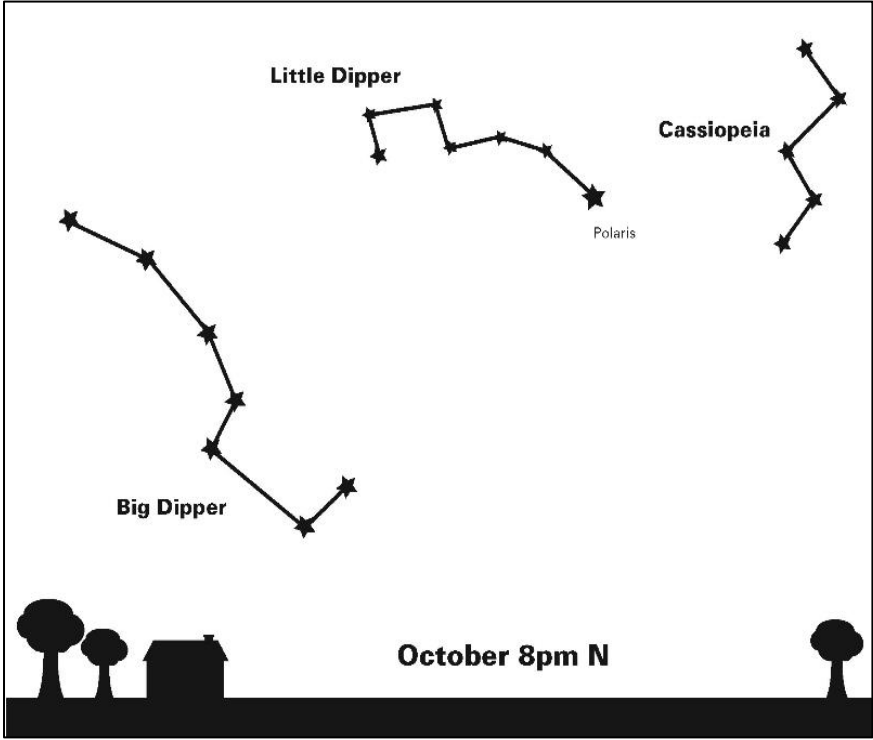 Little Dipper
Cassiopeia
Polaris
Big Dipper
October 8pm N